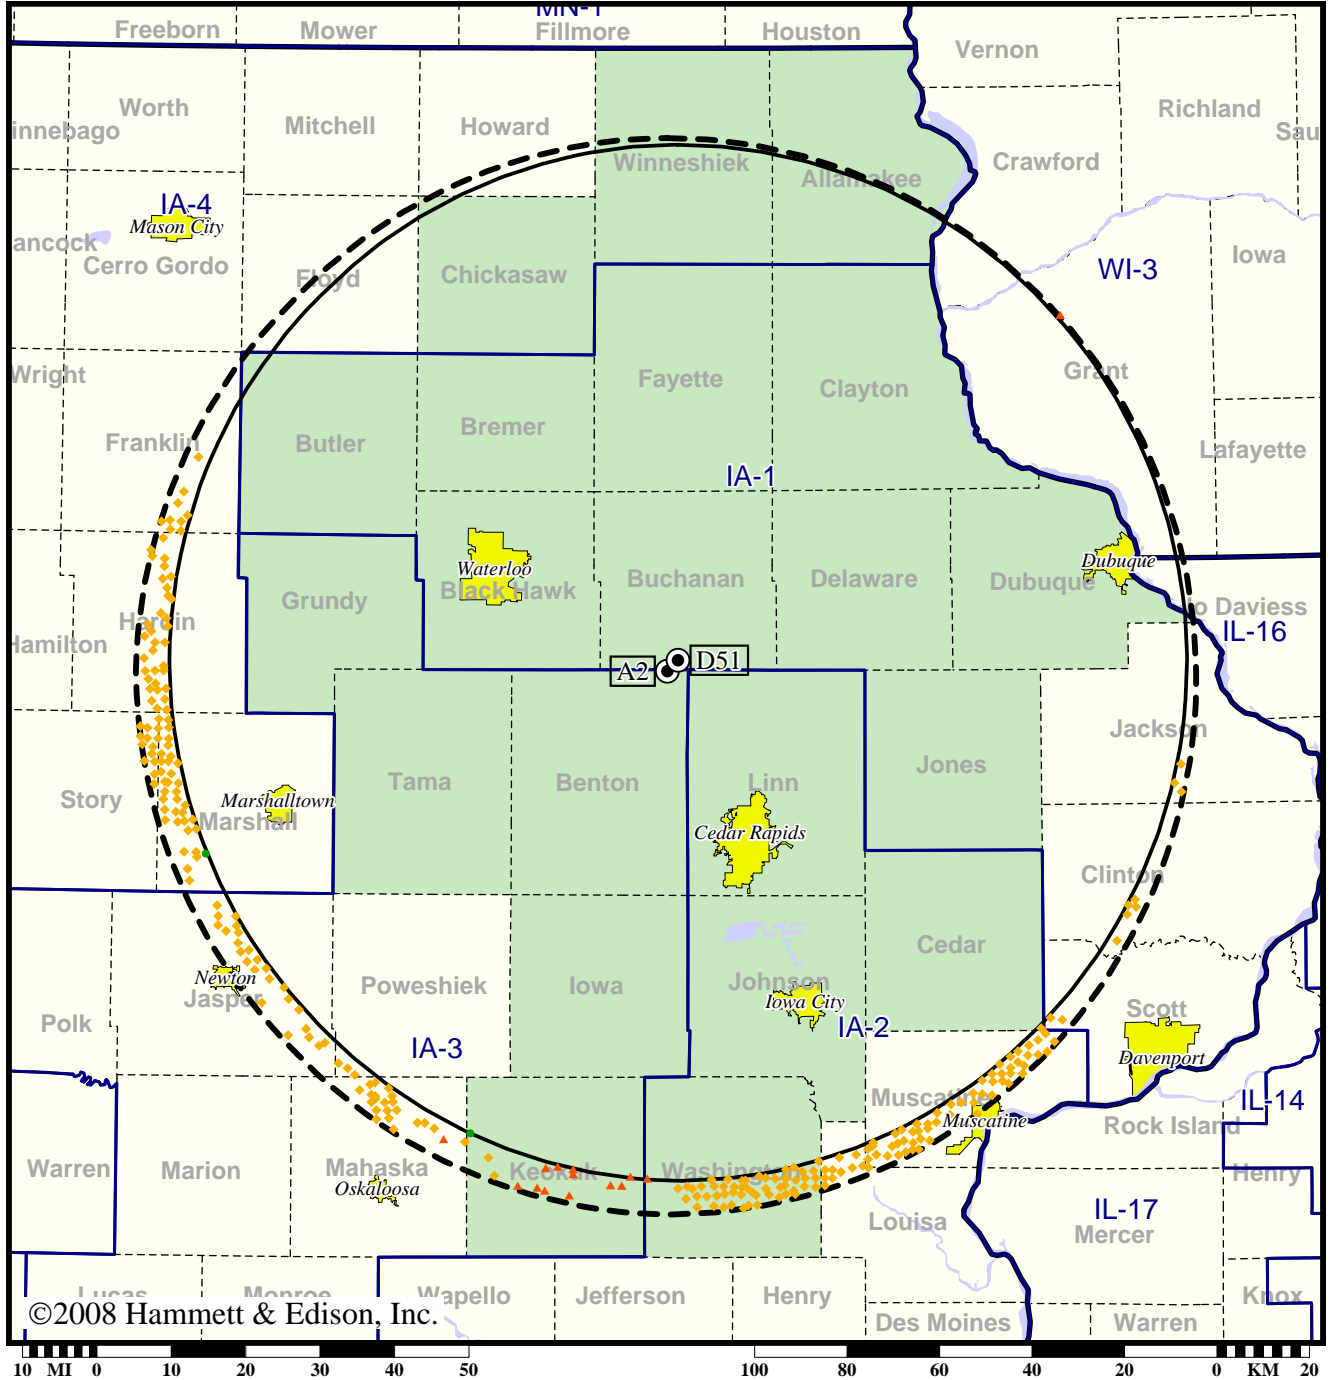 MN-1
Freeborn
Mower
Fillmore
Houston
Vernon
Richland
Sau
Worth
innebago
Mitchell
Howard
Winneshiek
Allamakee
Crawford
IA-4
Mason City
ancock
Cerro Gordo
Floyd
Chickasaw
WI-3
Iowa
Wright
Fayette
Clayton
Grant
Franklin
Butler
Bremer
Lafayette
IA-1
Waterloo
Black Hawk
Buchanan
Delaware
Dubuque
Dubuque
Grundy
Hardin
Hamilton
o Daviess
IL-16
A2
D51
Jackson
Story
Marshalltown
Marshall
Tama
Benton
Linn
Jones
Cedar Rapids
Clinton
Newton
Jasper
Poweshiek
Iowa
Johnson
Iowa City
Cedar
Polk
IA-3
IA-2
Scott
Davenport
Muscatine
Muscatine
IL-14
Rock Island
Warren
Marion
Mahaska
Oskaloosa
Keokuk
Washington
Henry
Louisa
IL-17
Mercer
Lucas
Monroe
Wapello
Jefferson
Henry
Knox
Des Moines
Warren
©2008 Hammett & Edison, Inc.
10 MI 0 10 20 30 40 50
100 80 60 40 20 0 KM 20